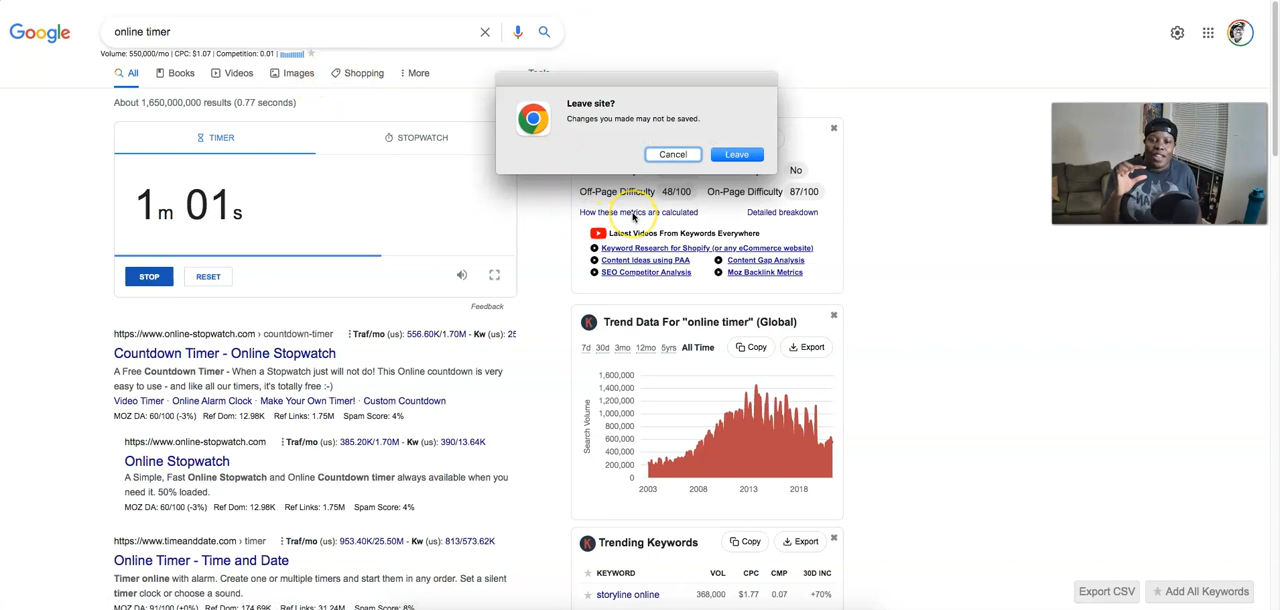 Google
online timer
Volume: 550,000/mo | CPC: $1.07 | Competition: 0.01
All Books Videos Images Shopping More
About 1,650,000,000 results (0.77 seconds)
TIMER STOPWATCH
1m 01s
STOP RESET
Feedback
https://www.online-stopwatch.com › countdown-timer Traf/mo (us): 556.60K/1.70M - Kw (us):
Countdown Timer - Online Stopwatch
A Free Countdown Timer - When a Stopwatch just will not do! This Online countdown is very
easy to use - and like all our timers, it's totally free :-)
Video Timer · Online Alarm Clock · Make Your Own Timer! · Custom Countdown
MOZ DA: 60/100 (-3%) Ref Dom: 12.98K Ref Links: 1.75M Spam Score: 4%
https://www.online-stopwatch.com Traf/mo (us): 385.20K/1.70M - Kw (us): 390/13.64K
Online Stopwatch
A Simple, Fast Online Stopwatch and Online Countdown timer always available when you
need it. 50% loaded.
MOZ DA: 60/100 (-3%) Ref Dom: 12.98K Ref Links: 1.75M Spam Score: 4%
https://www.timeanddate.com › timer Traf/mo (us): 953.40K/25.50M - Kw (us): 813/573.62K
Online Timer - Time and Date
Timer online with alarm. Create one or multiple timers and start them in any order. Set a silent
timer clock or choose a sound.
MOZ DA: 91/100 (+0%) Ref Dom: 174.69K Ref Links: 31.24M Spam Score: 8%
Leave site?
Changes you made may not be saved.
Cancel Leave
No
Off-Page Difficulty 48/100 On-Page Difficulty 87/100
How these metrics are calculated Detailed breakdown
Latest Videos From Keywords Everywhere
Keyword Research for Shopify (or any eCommerce website)
Content Ideas using PAA Content Gap Analysis
SEO Competitor Analysis Moz Backlink Metrics
Trend Data For "online timer" (Global)
7d 30d 3mo 12mo 5yrs All Time Copy Export
Search Volume
1,600,000
1,400,000
1,200,000
1,000,000
800,000
600,000
400,000
200,000
0
2003 2008 2013 2018
Trending Keywords Copy Export
KEYWORD VOL CPC CMP 30D INC
storyline online 368,000 $1.77 0.07 +70%
Export CSV Add All Keywords